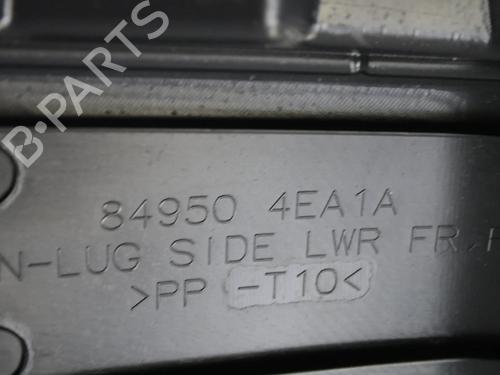 B-PARTS
84950 4EA1A
N-LUG SIDE LWR FR,
>PP -T10<